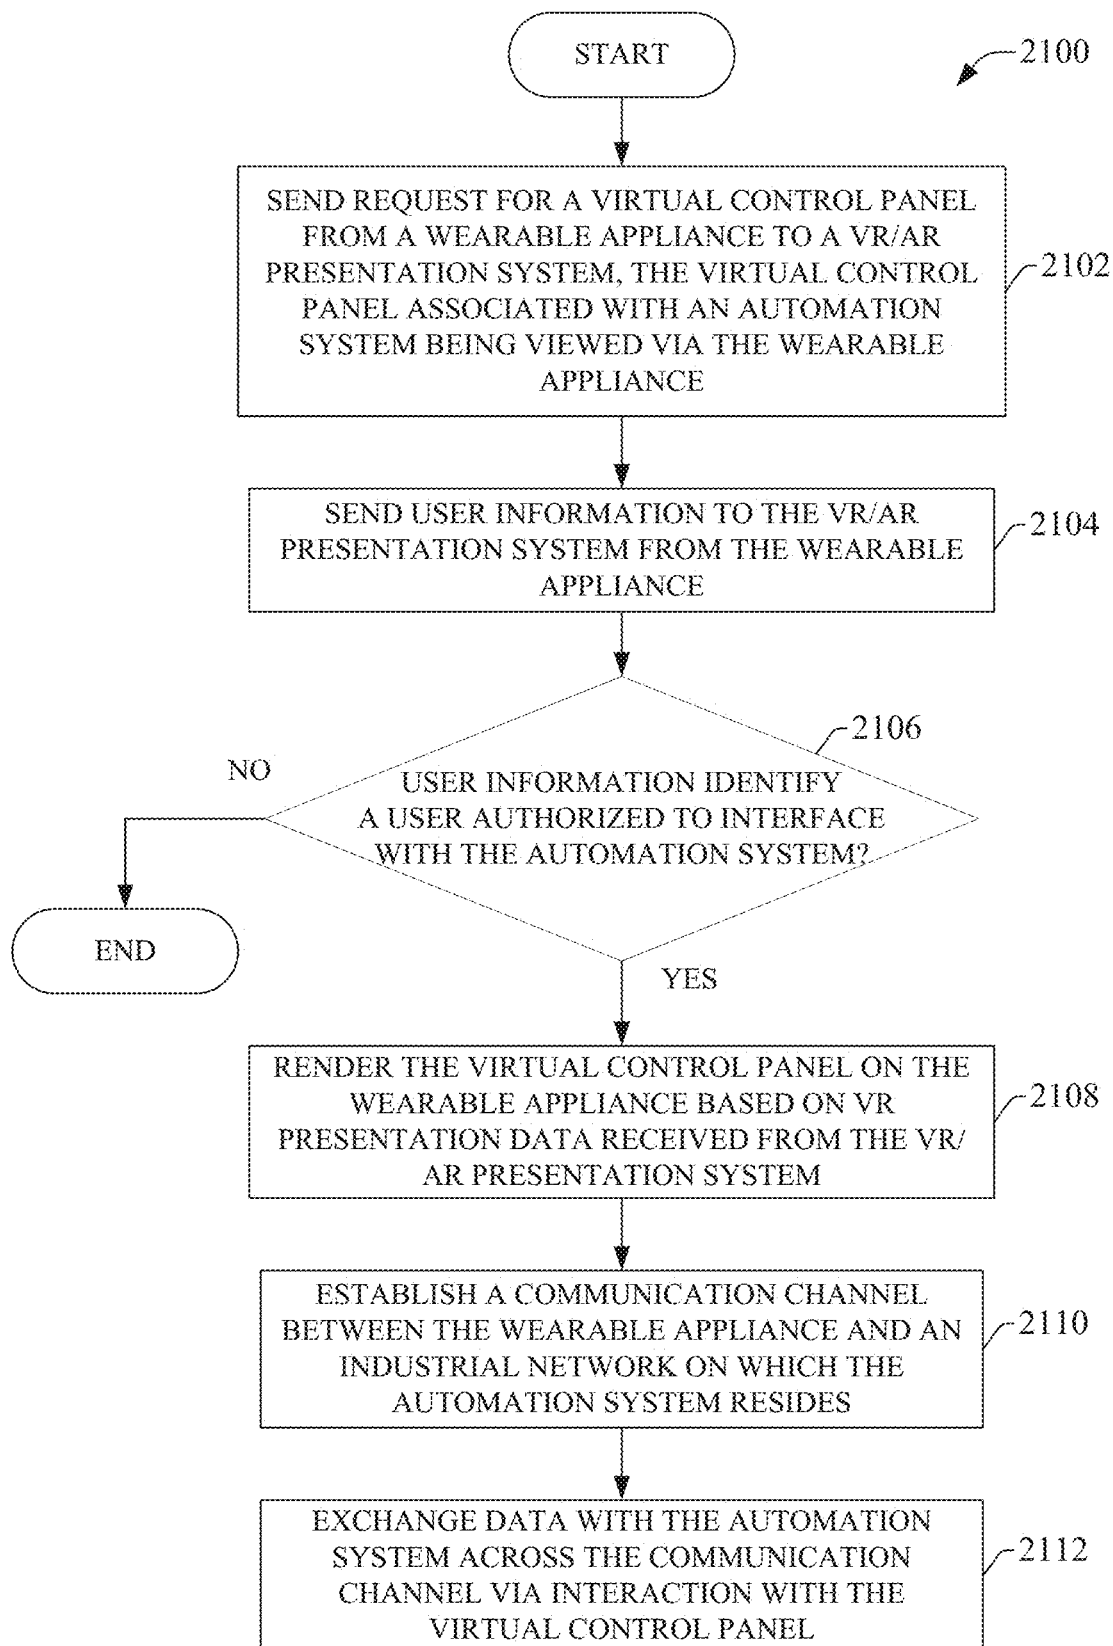 START
2100
SEND REQUEST FOR A VIRTUAL CONTROL PANEL
FROM A WEARABLE APPLIANCE TO A VR/AR
PRESENTATION SYSTEM, THE VIRTUAL CONTROL
PANEL ASSOCIATED WITH AN AUTOMATION
SYSTEM BEING VIEWED VIA THE WEARABLE
APPLIANCE
2102
SEND USER INFORMATION TO THE VR/AR
PRESENTATION SYSTEM FROM THE WEARABLE
APPLIANCE
2104
2106
NO
USER INFORMATION IDENTIFY
A USER AUTHORIZED TO INTERFACE
WITH THE AUTOMATION SYSTEM?
END
YES
RENDER THE VIRTUAL CONTROL PANEL ON THE
WEARABLE APPLIANCE BASED ON VR
PRESENTATION DATA RECEIVED FROM THE VR/
AR PRESENTATION SYSTEM
2108
ESTABLISH A COMMUNICATION CHANNEL
BETWEEN THE WEARABLE APPLIANCE AND AN
INDUSTRIAL NETWORK ON WHICH THE
AUTOMATION SYSTEM RESIDES
2110
EXCHANGE DATA WITH THE AUTOMATION
SYSTEM ACROSS THE COMMUNICATION
CHANNEL VIA INTERACTION WITH THE
VIRTUAL CONTROL PANEL
2112